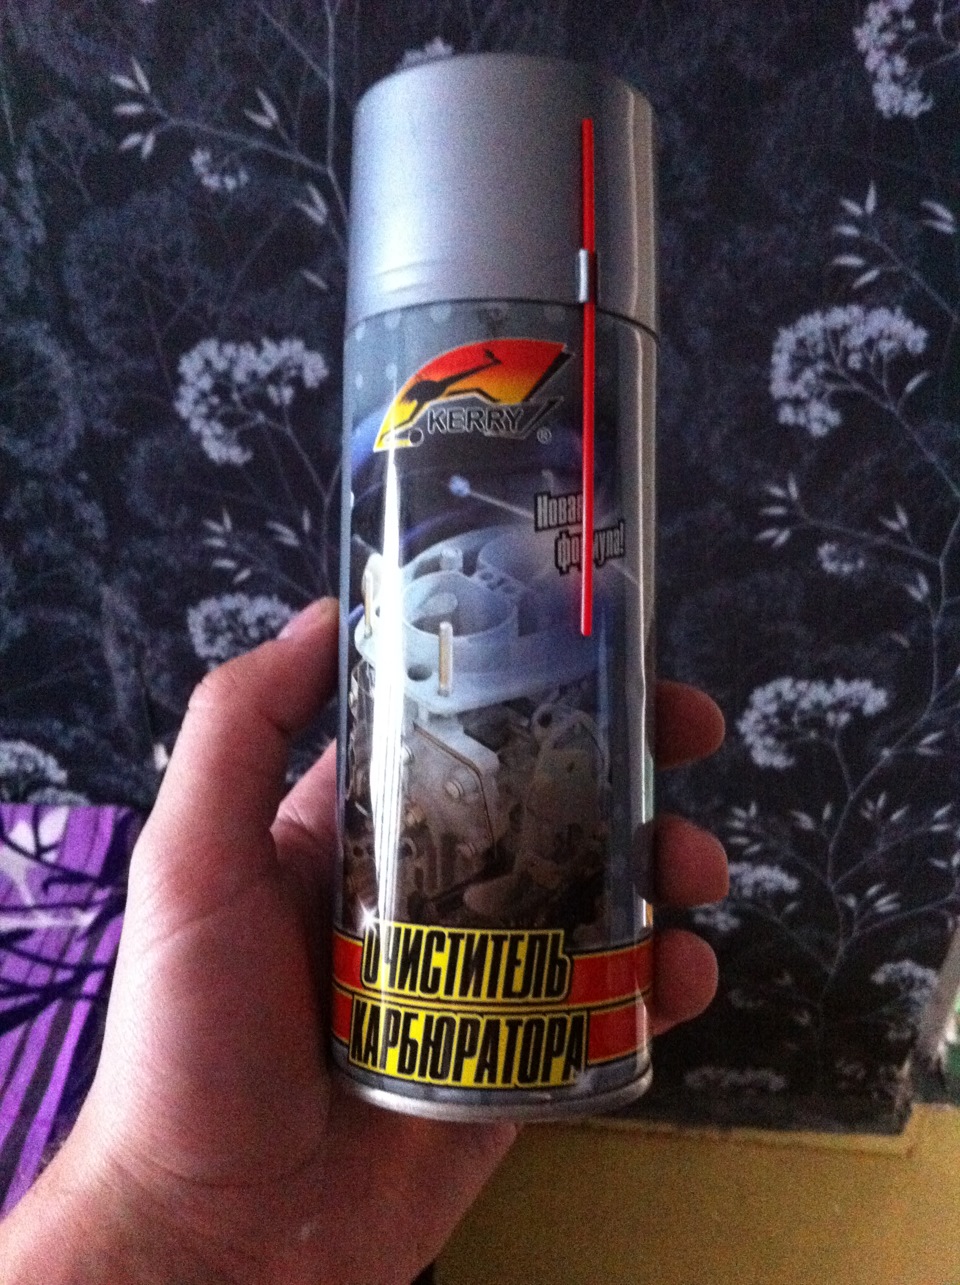 KERRY®
Новая
формула!
ОЧИСТИТЕЛЬ
КАРБЮРАТОРА